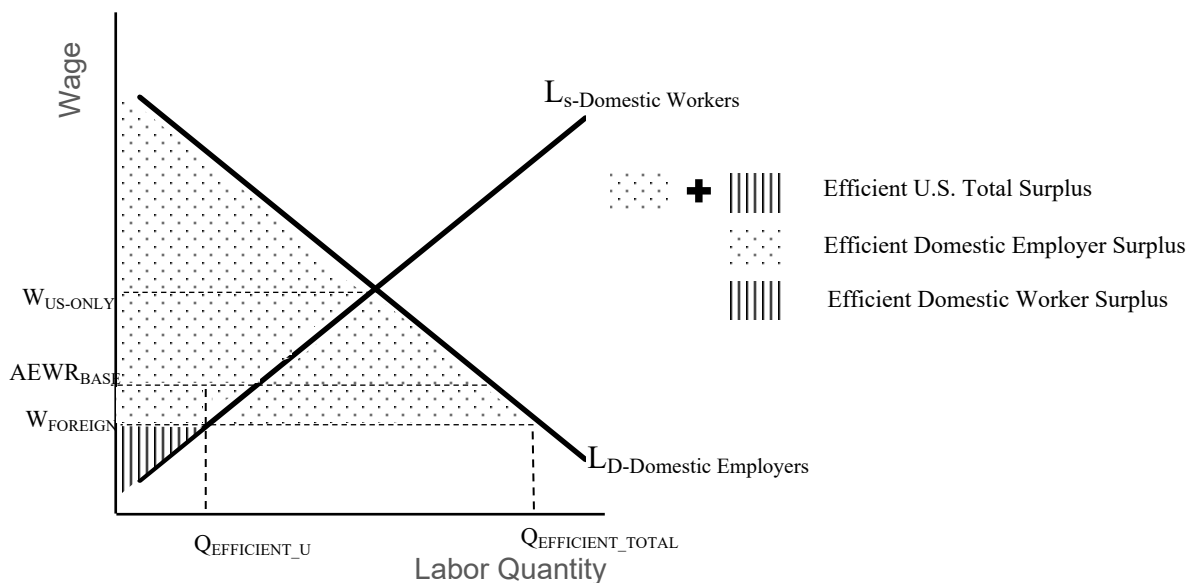 Wage
Ls-Domestic Workers
Efficient U.S. Total Surplus
Efficient Domestic Employer Surplus
Efficient Domestic Worker Surplus
WUS-ONLY
AEWRBASE
WFOREIGN
LD-Domestic Employers
QEFFICIENT_U
QEFFICIENT_TOTAL
Labor Quantity